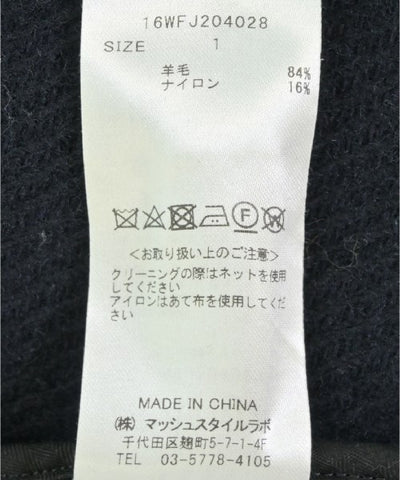 16WFJ204028
SIZE 1
羊毛 84%
ナイロン 16%
<お取り扱い上のご注意>
クリーニングの際はネットを使用
してください
アイロンはあて布を使用してくだ
さい
MADE IN CHINA
(株) マッシュスタイルラボ
千代田区麹町5-7-1-4F
TEL 03-5778-4105